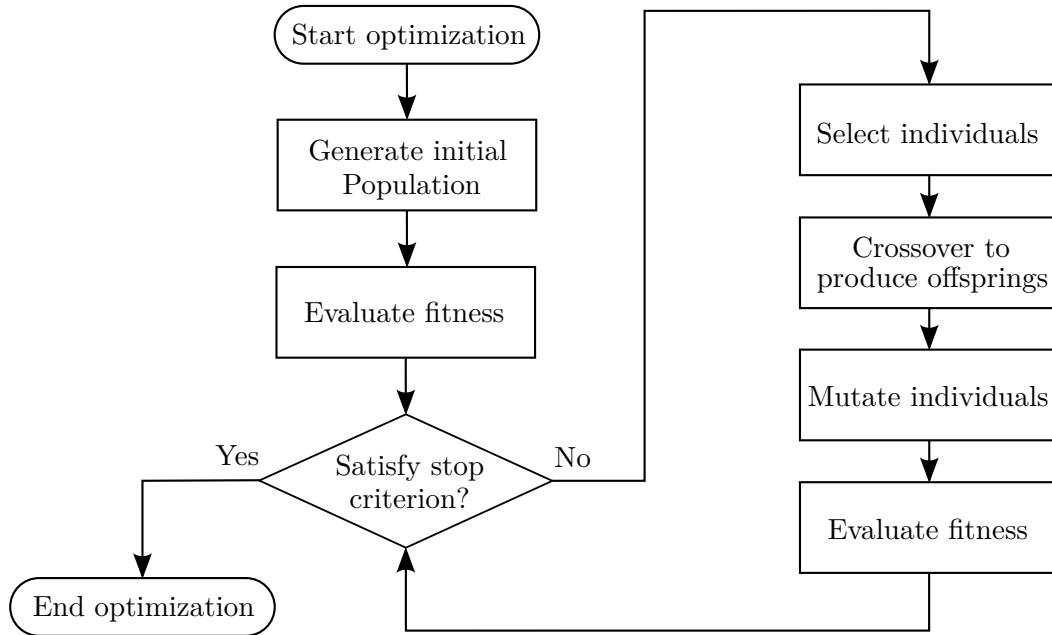 Start optimization
Generate initial
Population
Evaluate fitness
Yes
Satisfy stop
criterion?
No
End optimization
Select individuals
Crossover to
produce offsprings
Mutate individuals
Evaluate fitness